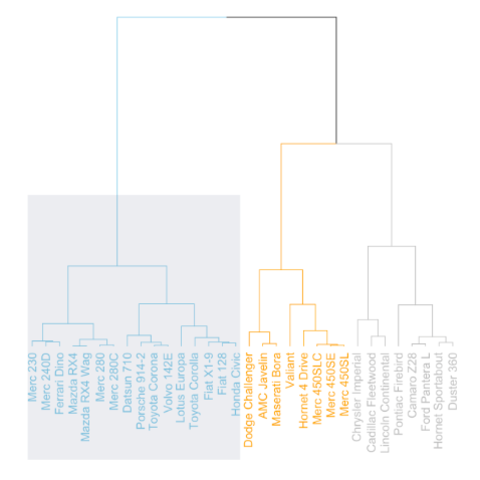 Merc 230
Merc 240D
Ferrari Dino
Mazda RX4
Mazda RX4 Wag
Merc 280
Merc 280C
Datsun 710
Porsche 914-2
Toyota Corona
Volvo 142E
Lotus Europa
Toyota Corolla
Fiat X1-9
Fiat 128
Honda Civic
Dodge Challenger
AMC Javelin
Maserati Bora
Valiant
Hornet 4 Drive
Merc 450SLC
Merc 450SE
Merc 450SL
Chrysler Imperial
Cadillac Fleetwood
Lincoln Continental
Pontiac Firebird
Camaro Z28
Ford Pantera L
Hornet Sportabout
Duster 360